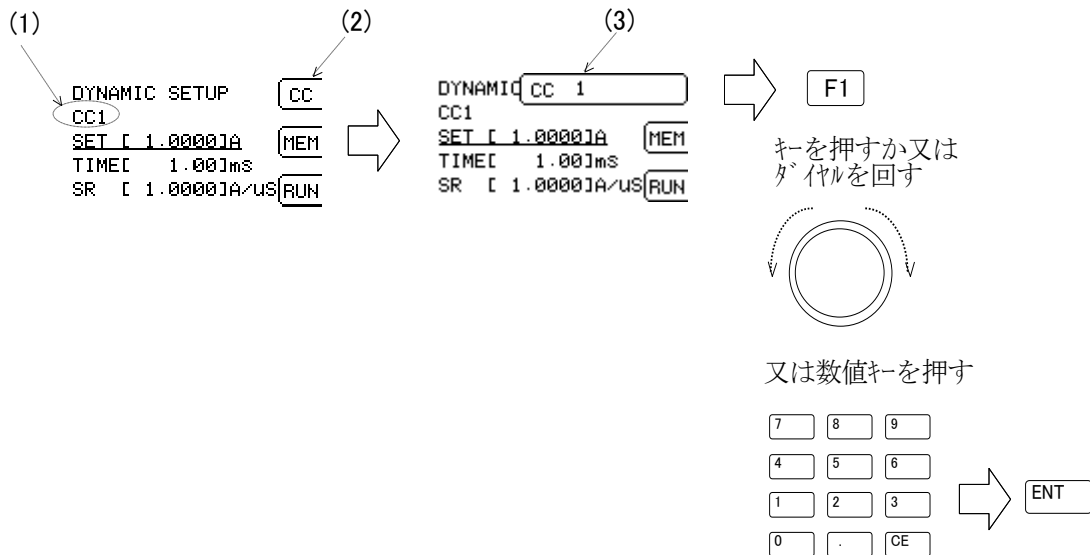 (1)
(2)
(3)
DYNAMIC SETUP
CC
CC1
SET [ 1.0000]A
MEM
TIME[ 1.00]mS
SR [ 1.0000]A/uS
RUN
DYNAMIC
CC 1
CC1
SET [ 1.0000]A
MEM
TIME[ 1.00]mS
SR [ 1.0000]A/uS
RUN
F1
ｷｰを押すか又は
ﾀﾞｲﾔﾙを回す
又は数値ｷｰを押す
7 8 9
4 5 6
1 2 3
0 . CE
ENT